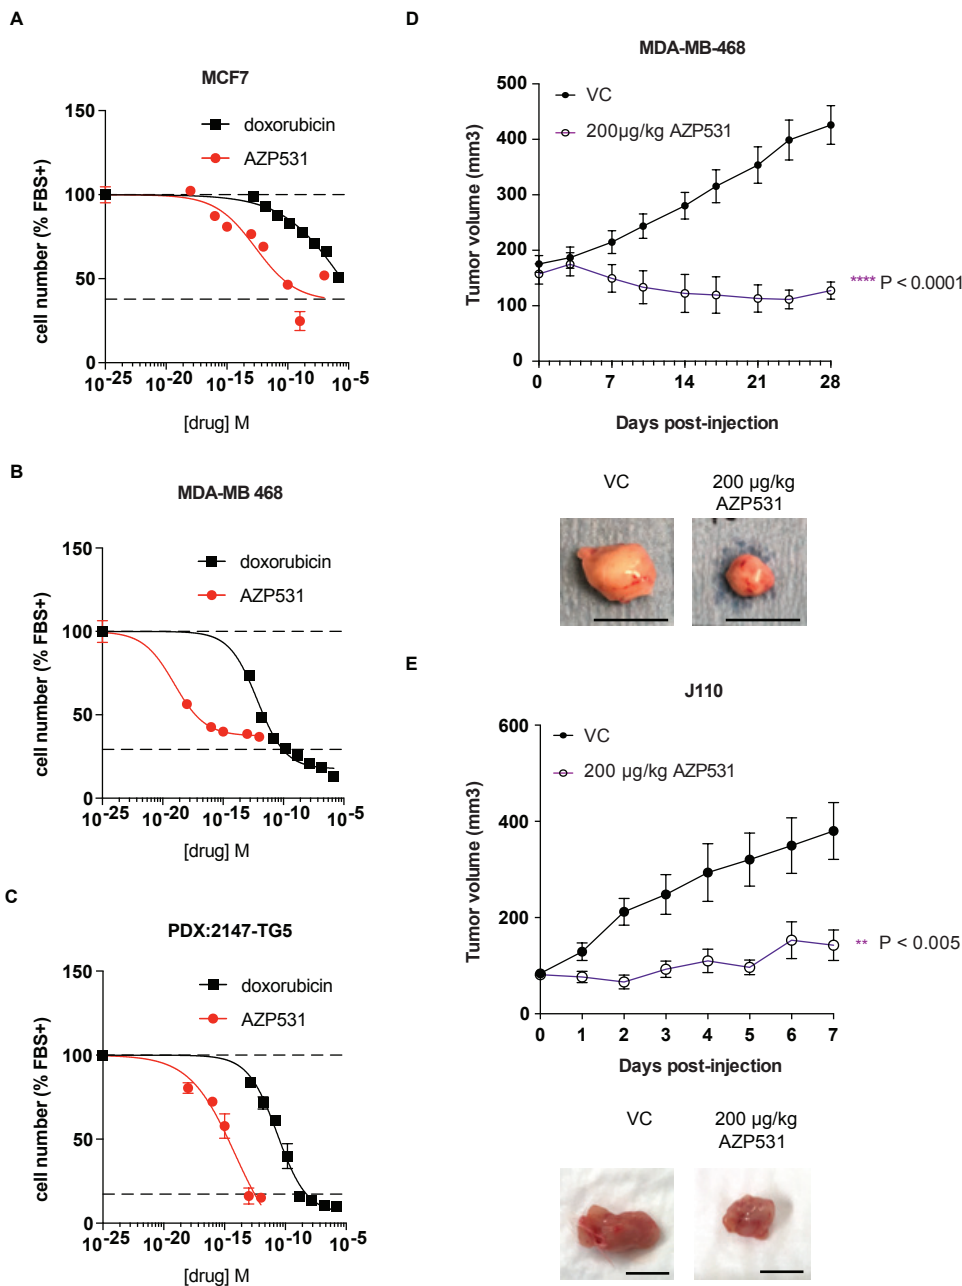 A
MCF7
doxorubicin
AZP531
cell number (% FBS+)
150
100
50
0
10-25
10-20
10-15
10-10
10-5
[drug] M
B
MDA-MB 468
doxorubicin
AZP531
cell number (% FBS+)
150
100
50
0
10-25
10-20
10-15
10-10
10-5
[drug] M
C
PDX:2147-TG5
doxorubicin
AZP531
cell number (% FBS+)
150
100
50
0
10-25
10-20
10-15
10-10
10-5
[drug] M
D
MDA-MB-468
VC
200µg/kg AZP531
Tumor volume (mm3)
500
400
300
200
100
0
**** P < 0.0001
0
7
14
21
28
Days post-injection
VC
200 µg/kg
AZP531
E
J110
VC
200 µg/kg AZP531
Tumor volume (mm3)
600
400
200
0
** P < 0.005
0
1
2
3
4
5
6
7
Days post-injection
VC
200 µg/kg
AZP531